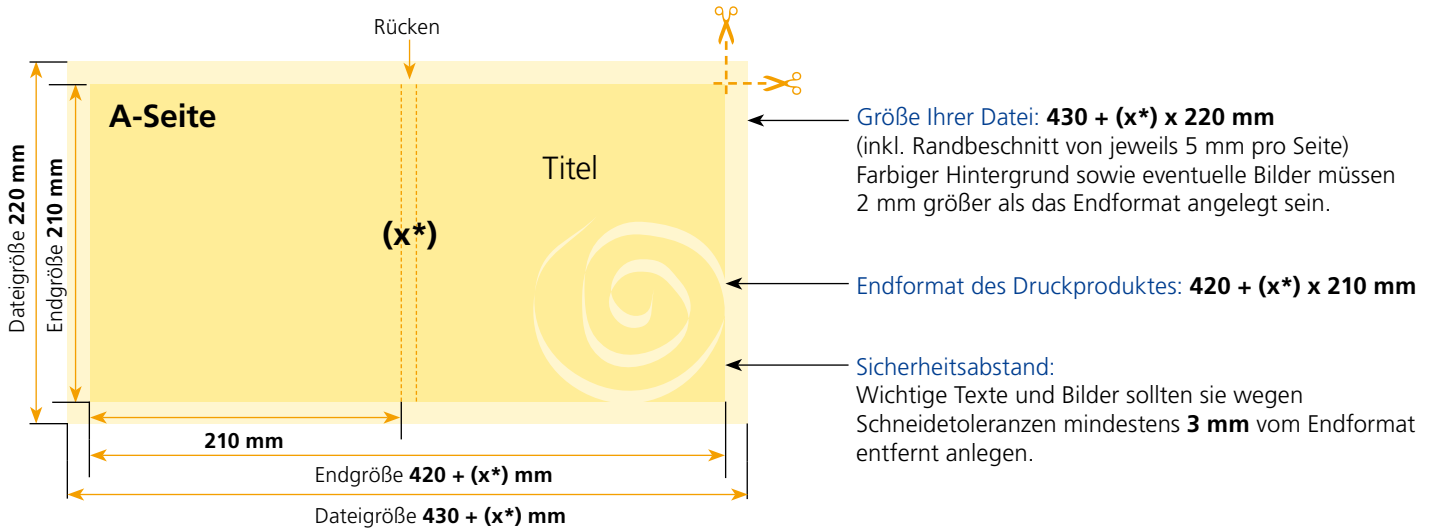 Rücken
A-Seite
Titel
(x*)
Dateigröße 220 mm
Endgröße 210 mm
210 mm
Endgröße 420 + (x*) mm
Dateigröße 430 + (x*) mm
Größe Ihrer Datei: 430 + (x*) x 220 mm
(inkl. Randbeschnitt von jeweils 5 mm pro Seite)
Farbiger Hintergrund sowie eventuelle Bilder müssen
2 mm größer als das Endformat angelegt sein.
Endformat des Druckproduktes: 420 + (x*) x 210 mm
Sicherheitsabstand:
Wichtige Texte und Bilder sollten sie wegen
Schneidetoleranzen mindestens 3 mm vom Endformat
entfernt anlegen.